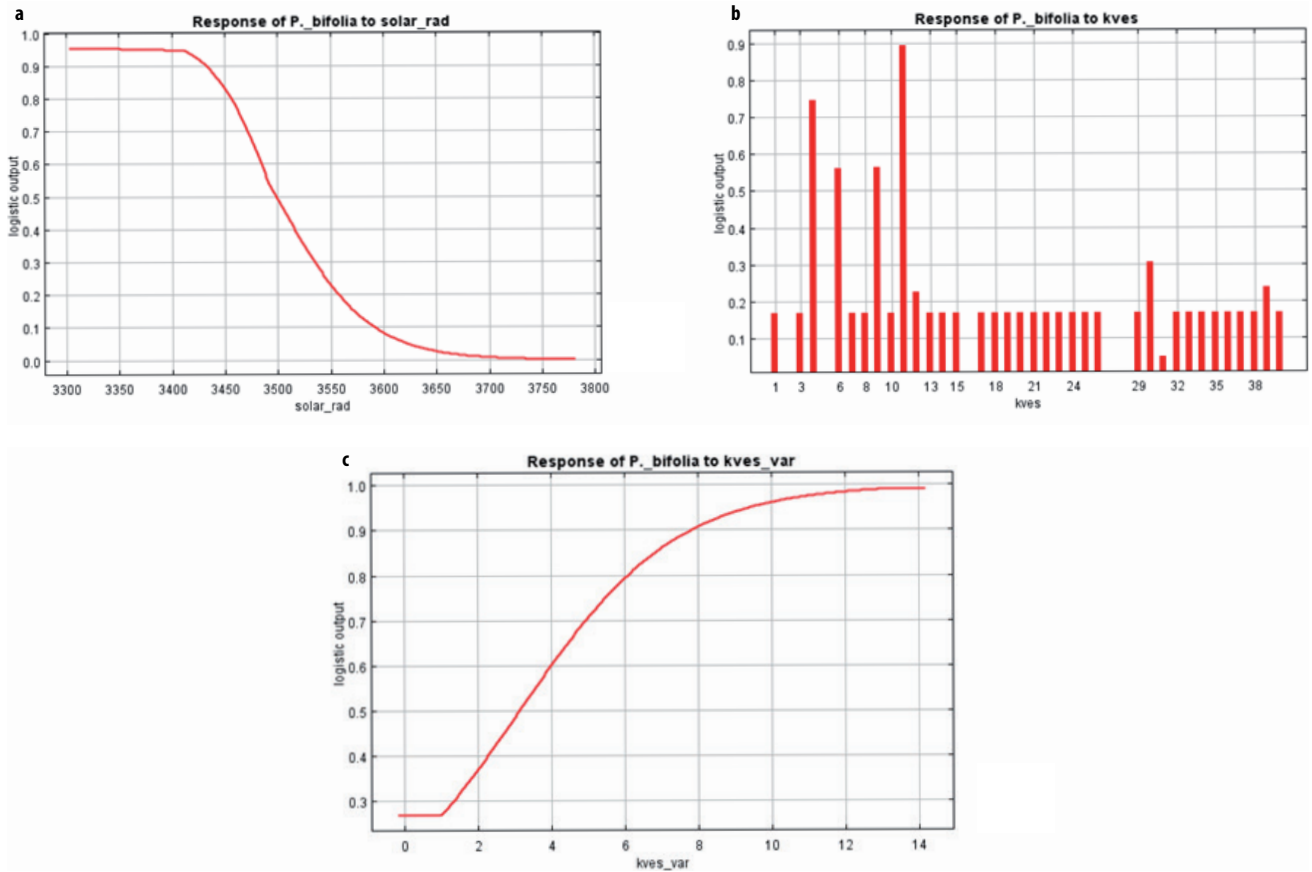 a
Response of P._bifolia to solar_rad
logistic output
1.0
0.9
0.8
0.7
0.6
0.5
0.4
0.3
0.2
0.1
0.0
3300 3350 3400 3450 3500 3550 3600 3650 3700 3750 3800
solar_rad
b
Response of P._bifolia to kves
logistic output
0.9
0.8
0.7
0.6
0.5
0.4
0.3
0.2
0.1
1 3 6 8 10 13 15 18 21 24 29 32 35 38
kves
c
Response of P._bifolia to kves_var
logistic output
1.0
0.9
0.8
0.7
0.6
0.5
0.4
0.3
0 2 4 6 8 10 12 14
kves_var